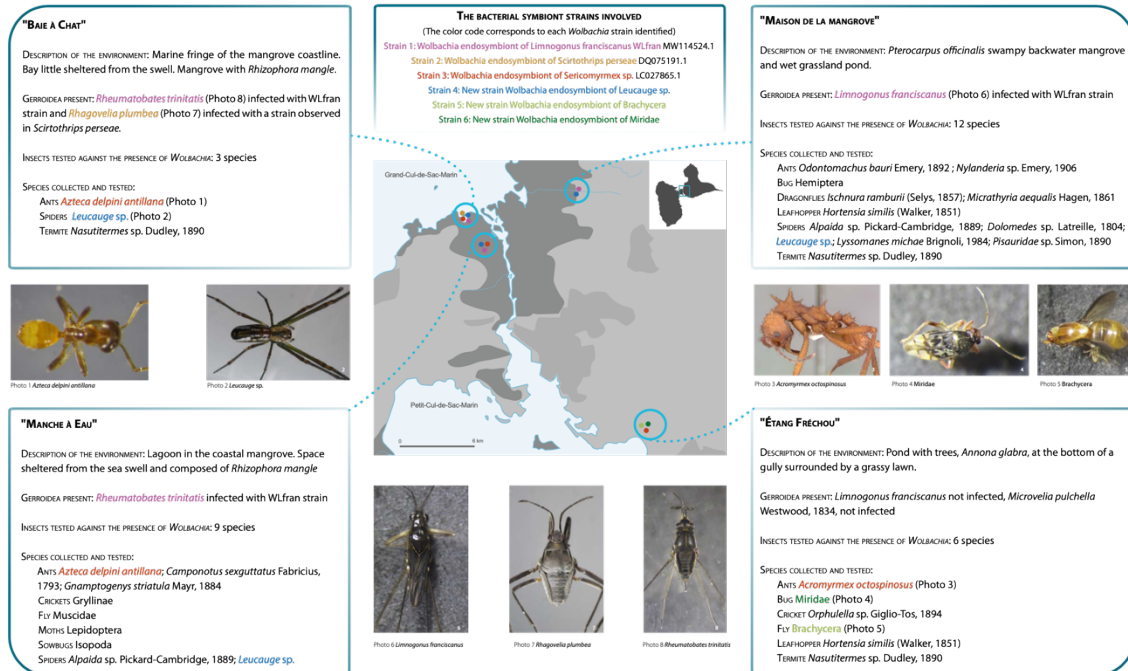 "Baie à Chat"
Description of the environment: Marine fringe of the mangrove coastline.
Bay little sheltered from the swell. Mangrove with Rhizophora mangle.
Gerroidea present: Rheumatobates trinitatis (Photo 8) infected with WLfran
strain and Rhagovelia plumbea (Photo 7) infected with a strain observed
in Scirtothrips perseae.
Insects tested against the presence of Wolbachia: 3 species
Species collected and tested:
Ants Azteca delpini antillana (Photo 1)
Spiders Leucauge sp. (Photo 2)
Termite Nasutitermes sp. Dudley, 1890
The bacterial symbiont strains involved
(The color code corresponds to each Wolbachia strain identified)
Strain 1: Wolbachia endosymbiont of Limnogonus franciscanus WLfran MW114524.1
Strain 2: Wolbachia endosymbiont of Scirtothrips perseae DQ075191.1
Strain 3: Wolbachia endosymbiont of Sericomyrmex sp. LC027865.1
Strain 4: New strain Wolbachia endosymbiont of Leucauge sp.
Strain 5: New strain Wolbachia endosymbiont of Brachycera
Strain 6: New strain Wolbachia endosymbiont of Miridae
"Maison de la mangrove"
Description of the environment: Pterocarpus officinalis swampy backwater mangrove
and wet grassland pond.
Gerroidea present: Limnogonus franciscanus (Photo 6) infected with WLfran strain
Insects tested against the presence of Wolbachia: 12 species
Species collected and tested:
Ants Odontomachus bauri Emery, 1892 ; Nylanderia sp. Emery, 1906
Bug Hemiptera
Dragonflies Ischnura ramburii (Selys, 1857); Micrathyria aequalis Hagen, 1861
Leafhopper Hortensia similis (Walker, 1851)
Spiders Alpaida sp. Pickard-Cambridge, 1889; Dolomedes sp. Latreille, 1804;
Leucauge sp.; Lyssomanes michae Brignoli, 1984; Pisauridae sp. Simon, 1890
Termite Nasutitermes sp. Dudley, 1890
Grand-Cul-de-Sac-Marin
Petit-Cul-de-Sac-Marin
0 6 km
Photo 1 Azteca delpini antillana
2
Photo 2 Leucauge sp.
Photo 3 Acromyrmex octospinosus
4
Photo 4 Miridae
Photo 5 Brachycera
"Manche à Eau"
Description of the environment: Lagoon in the coastal mangrove. Space
sheltered from the sea swell and composed of Rhizophora mangle
Gerroidea present: Rheumatobates trinitatis infected with WLfran strain
Insects tested against the presence of Wolbachia: 9 species
Species collected and tested:
Ants Azteca delpini antillana; Camponotus sexguttatus Fabricius,
1793; Gnamptogenys striatula Mayr, 1884
Crickets Gryllinae
Fly Muscidae
Moths Lepidoptera
Sowbugs Isopoda
Spiders Alpaida sp. Pickard-Cambridge, 1889; Leucauge sp.
Photo 6 Limnogonus franciscanus
Photo 7 Rhagovelia plumbea
Photo 8 Rheumatobates trinitatis
"Étang Fréchou"
Description of the environment: Pond with trees, Annona glabra, at the bottom of a
gully surrounded by a grassy lawn.
Gerroidea present: Limnogonus franciscanus not infected, Microvelia pulchella
Westwood, 1834, not infected
Insects tested against the presence of Wolbachia: 6 species
Species collected and tested:
Ants Acromyrmex octospinosus (Photo 3)
Bug Miridae (Photo 4)
Cricket Orphulella sp. Giglio-Tos, 1894
Fly Brachycera (Photo 5)
Leafhopper Hortensia similis (Walker, 1851)
Termite Nasutitermes sp. Dudley, 1890